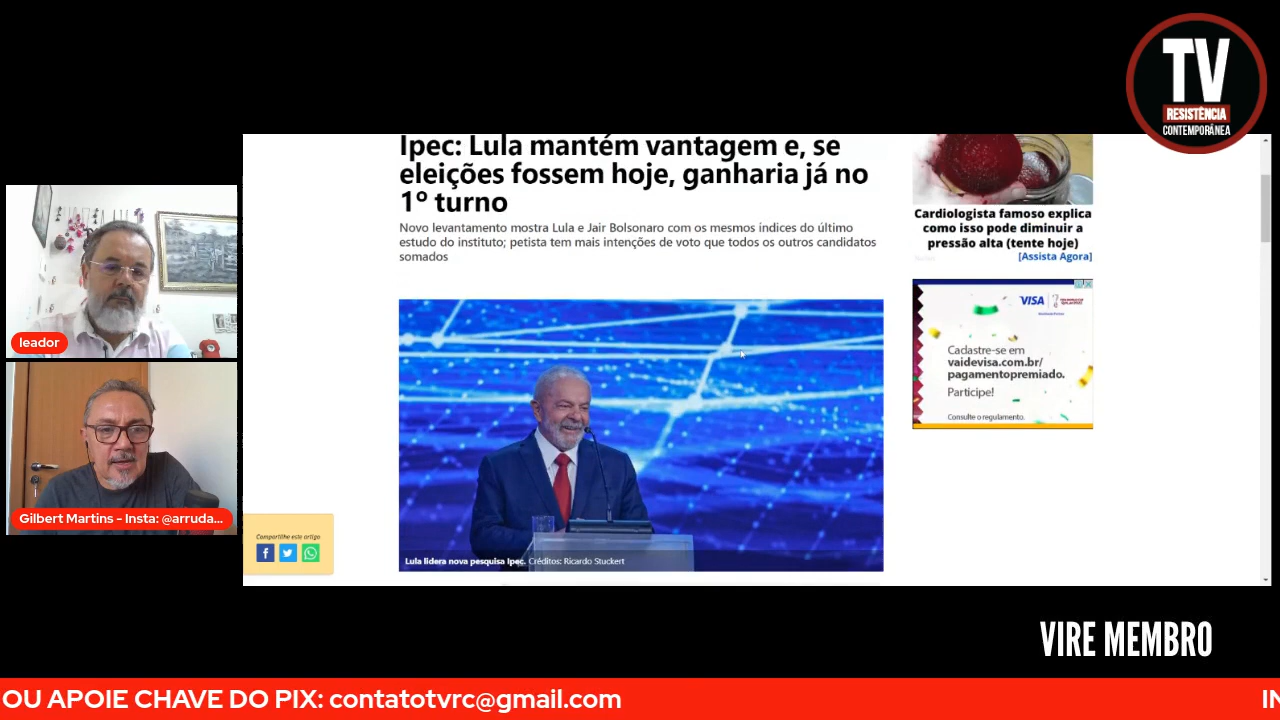 TV
RESISTÊNCIA
CONTEMPORÂNEA
leador
Gilbert Martins - Insta: @arruda...
Ipec: Lula mantém vantagem e, se
eleições fossem hoje, ganharia já no
1º turno
Novo levantamento mostra Lula e Jair Bolsonaro com os mesmos índices do último
estudo do instituto; petista tem mais intenções de voto que todos os outros candidatos
somados
Lula lidera nova pesquisa Ipec. Créditos: Ricardo Stuckert
Compartilhe este artigo
Cardiologista famoso explica
como isso pode diminuir a
pressão alta (tente hoje)
[Assista Agora]
VISA
Cadastre-se em
vaidevisa.com.br/
pagamentopremiado.
Participe!
Consulte o regulamento.
VIRE MEMBRO
OU APOIE CHAVE DO PIX: contatotvrc@gmail.com
IN